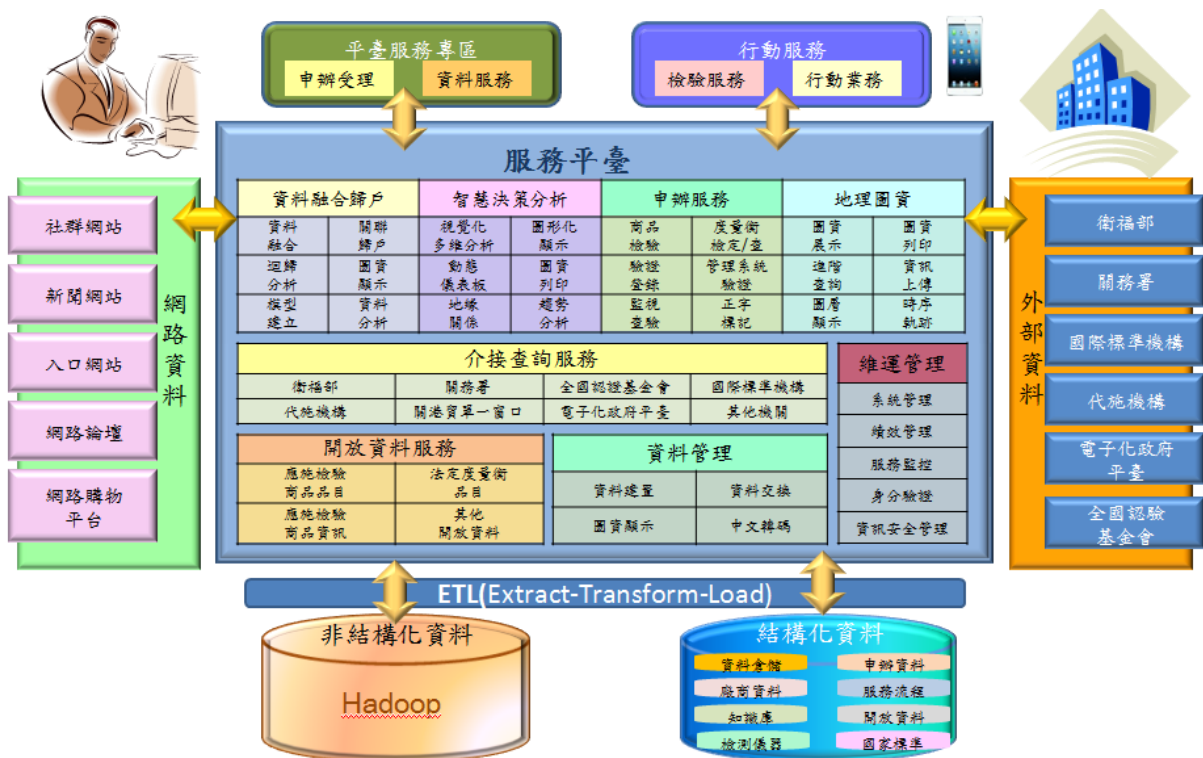 平臺服務專區
申辦受理
資料服務
行動服務
檢驗服務
行動業務
網路資料
社群網站
新聞網站
入口網站
網路論壇
網路購物
平台
服務平臺
資料融合歸戶
資料
融合
關聯
歸戶
迴歸
分析
圖資
顯示
模型
建立
資料
分析
智慧決策分析
視覺化
多維分析
圖形化
顯示
動態
儀表板
圖資
列印
地緣
關係
趨勢
分析
申辦服務
商品
檢驗
度量衡
檢定/查
驗證
登錄
管理系統
驗證
監視
查驗
正字
標記
地理圖資
圖資
展示
圖資
列印
進階
查詢
資訊
上傳
圖層
顯示
時序
軌跡
介接查詢服務
衛福部
關務署
全國認證基金會
國際標準機構
代施機構
關港貿單一窗口
電子化政府平臺
其他機關
維運管理
系統管理
績效管理
服務監控
身分驗證
資訊安全管理
開放資料服務
應施檢驗
商品品目
法定度量衡
品目
應施檢驗
商品資訊
其他
開放資料
資料管理
資料建置
資料交換
圖資顯示
中文轉碼
外部資料
衛福部
關務署
國際標準機構
代施機構
電子化政府
平臺
全國認驗
基金會
ETL(Extract-Transform-Load)
非結構化資料
Hadoop
結構化資料
資料倉儲
申辦資料
廠商資料
服務流程
知識庫
開放資料
檢測儀器
國家標準